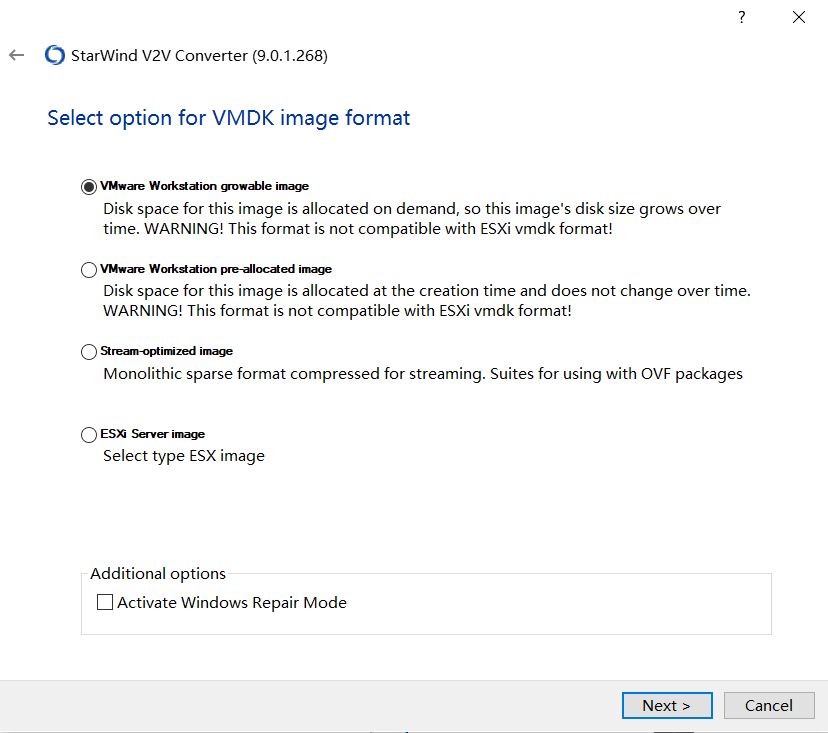 ?
StarWind V2V Converter (9.0.1.268)
Select option for VMDK image format
VMware Workstation growable image
Disk space for this image is allocated on demand, so this image's disk size grows over
time. WARNING! This format is not compatible with ESXi vmdk format!
VMware Workstation pre-allocated image
Disk space for this image is allocated at the creation time and does not change over time.
WARNING! This format is not compatible with ESXi vmdk format!
Stream-optimized image
Monolithic sparse format compressed for streaming. Suites for using with OVF packages
ESXi Server image
Select type ESX image
Additional options
Activate Windows Repair Mode
Next > Cancel